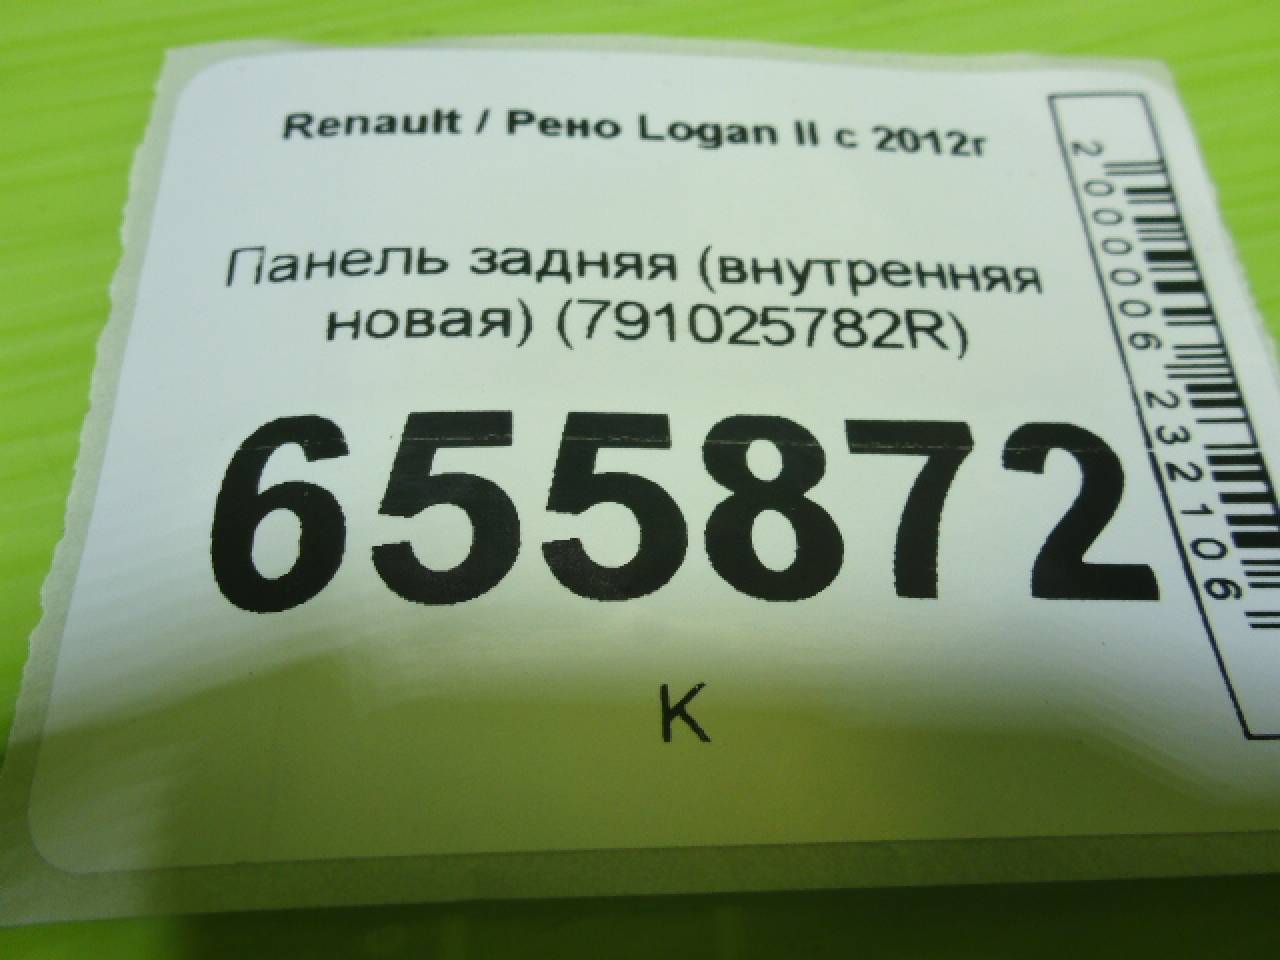 Renault / Рено Logan II с 2012г
Панель задняя (внутренняя
новая) (791025782R)
655872
К
2000006232106